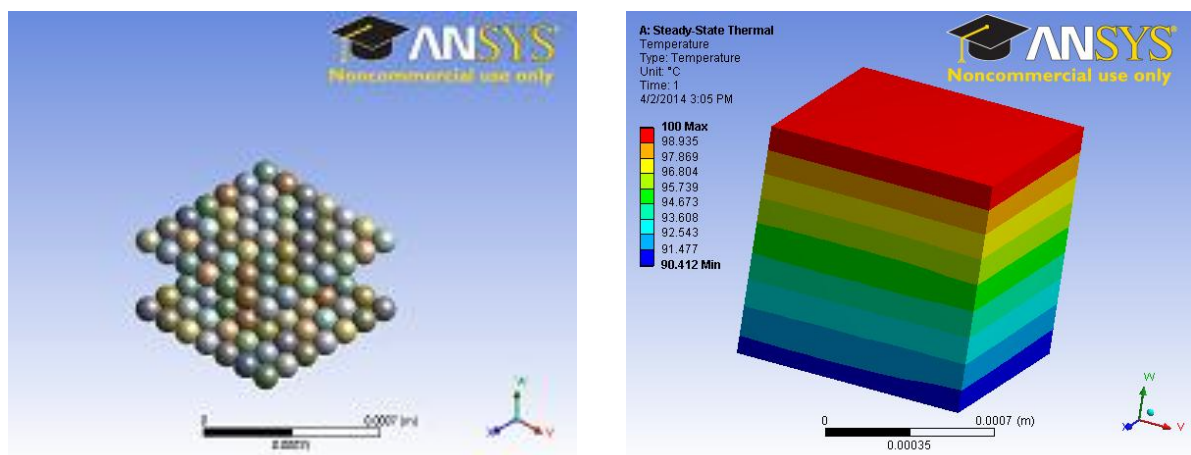 ANSYS
Noncommercial use only
0
0.0007 (m)
0.00035
A: Steady-State Thermal
Temperature
Type: Temperature
Unit: °C
Time: 1
4/2/2014 3:05 PM
100 Max
98.935
97.869
96.804
95.739
94.673
93.608
92.543
91.477
90.412 Min
ANSYS
Noncommercial use only
0
0.0007 (m)
0.00035
W
X
V